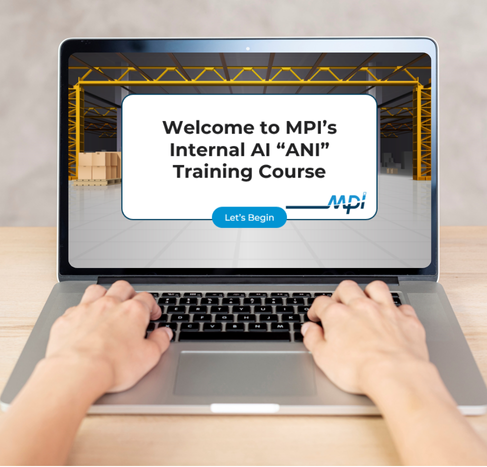 Welcome to MPI’s
Internal AI “ANI”
Training Course
mpi
Let’s Begin